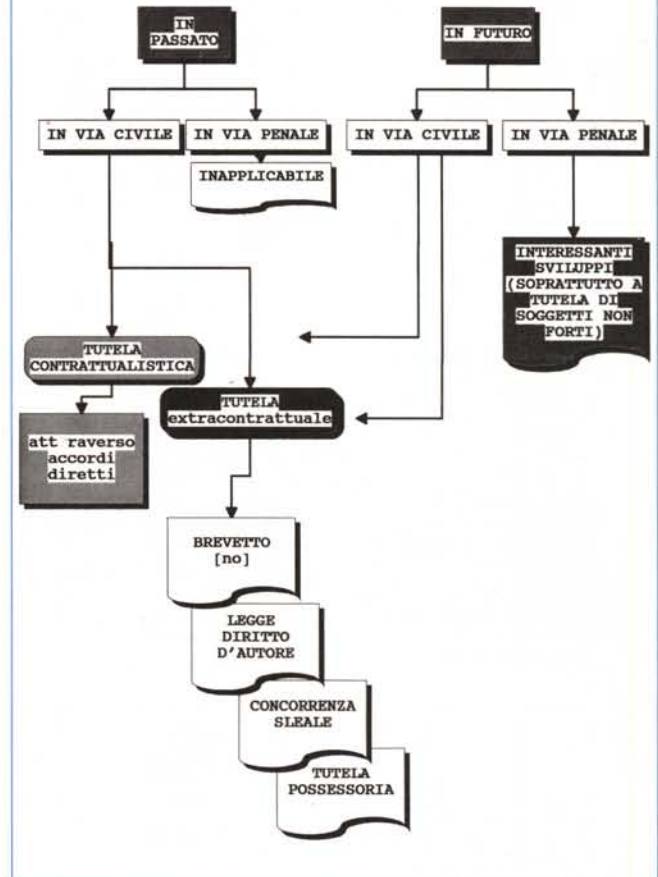 IN
PASSATO
IN FUTURO
IN VIA CIVILE
IN VIA PENALE
IN VIA CIVILE
IN VIA PENALE
INAPPLICABILE
INTERESSANTI
SVILUPPI
(SOPRATTUTTO A
TUTELA DI
SOGGETTI NON
FORTI)
TUTELA
CONTRATTUALISTICA
TUTELA
extracontrattuale
att raverso
accordi
diretti
BREVETTO
[no]
LEGGE
DIRITTO
D'AUTORE
CONCORRENZA
SLEALE
TUTELA
POSSESSORIA